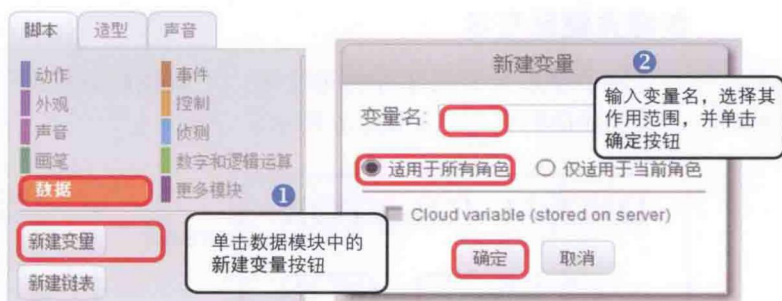 脚本 造型 声音
动作 事件
外观 控制
声音 侦测
画笔 数字和逻辑运算
数据 更多模块
1
新建变量
新建链表
单击数据模块中的
新建变量按钮
新建变量 2
变量名:
输入变量名，选择其
作用范围，并单击
确定按钮
适用于所有角色 仅适用于当前角色
Cloud variable (stored on server)
确定 取消